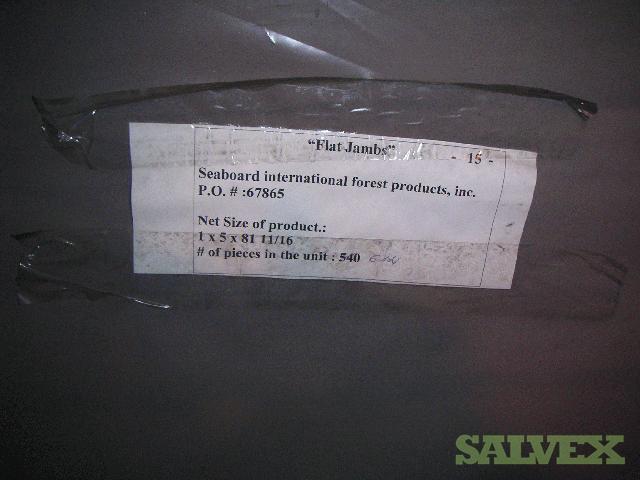 "Flat Jambs"
- 15 -
Seaboard international forest products, inc.
P.O. # :67865
Net Size of product.:
1 x 5 x 81 11/16
# of pieces in the unit : 540
SALVEX